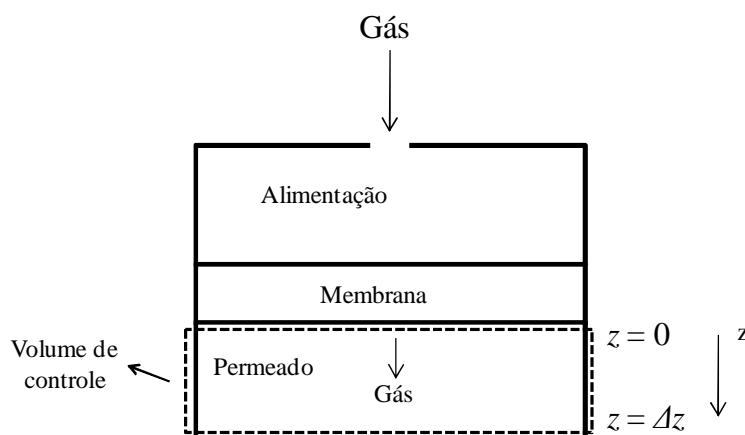 Gás
Alimentação
Membrana
Volume de
controle
Permeado
Gás
z = 0
z
z = Δz